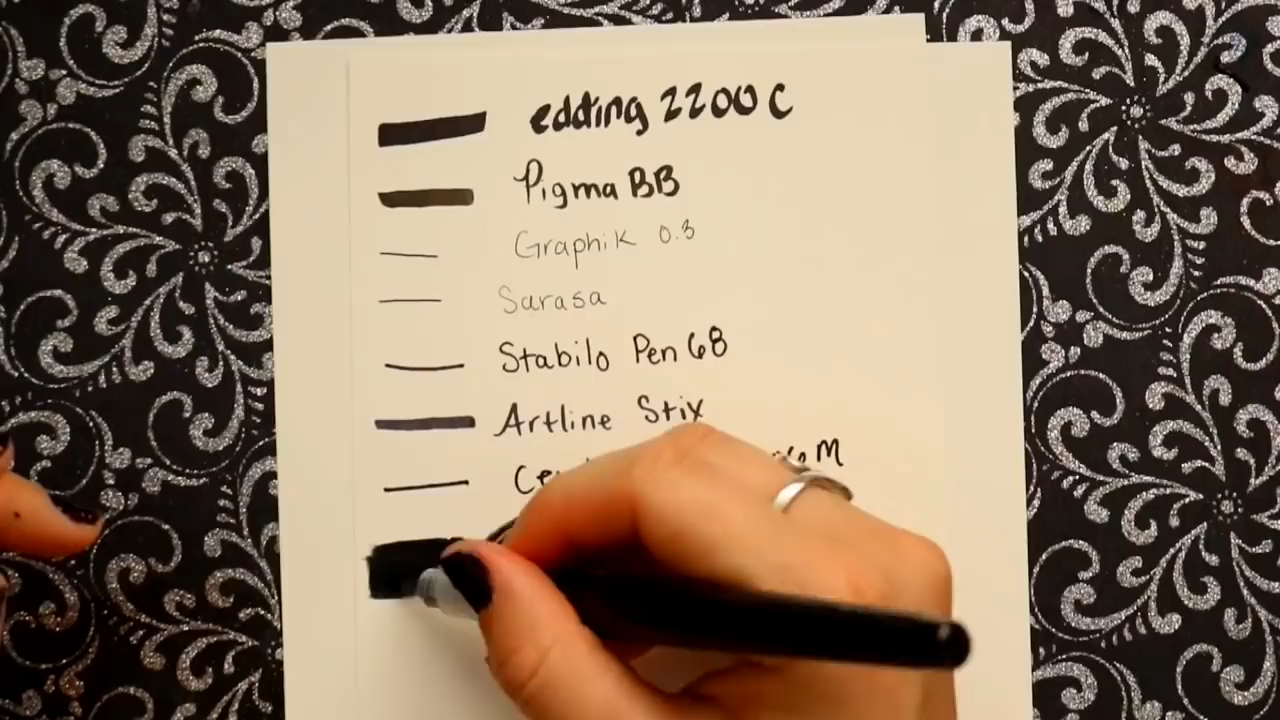 edding 2200 C
Pigma BB
Graphik 0.3
Sarasa
Stabilo Pen 68
Artline Stix